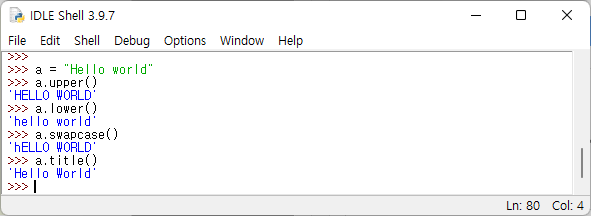 IDLE Shell 3.9.7
File Edit Shell Debug Options Window Help
>>>
>>> a = "Hello world"
>>> a.upper()
'HELLO WORLD'
>>> a.lower()
'hello world'
>>> a.swapcase()
'hELLO WORLD'
>>> a.title()
'Hello World'
>>>
Ln: 80 Col: 4